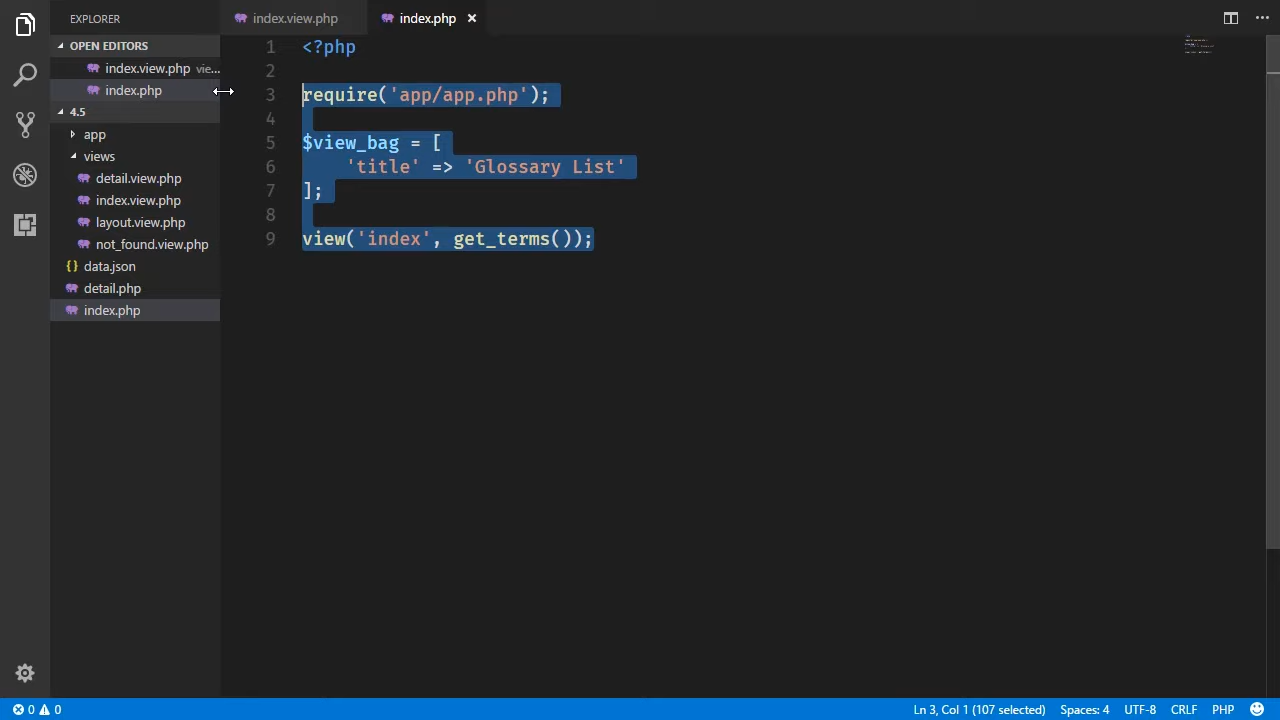 EXPLORER
index.view.php
index.php
OPEN EDITORS
index.view.php vie...
index.php
4.5
app
views
detail.view.php
index.view.php
layout.view.php
not_found.view.php
{} data.json
detail.php
index.php
1 <?php
2
3 require('app/app.php');
4
5 $view_bag = [
6     'title' => 'Glossary List'
7 ];
8
9 view('index', get_terms());
0 0
Ln 3, Col 1 (107 selected) Spaces: 4 UTF-8 CRLF PHP